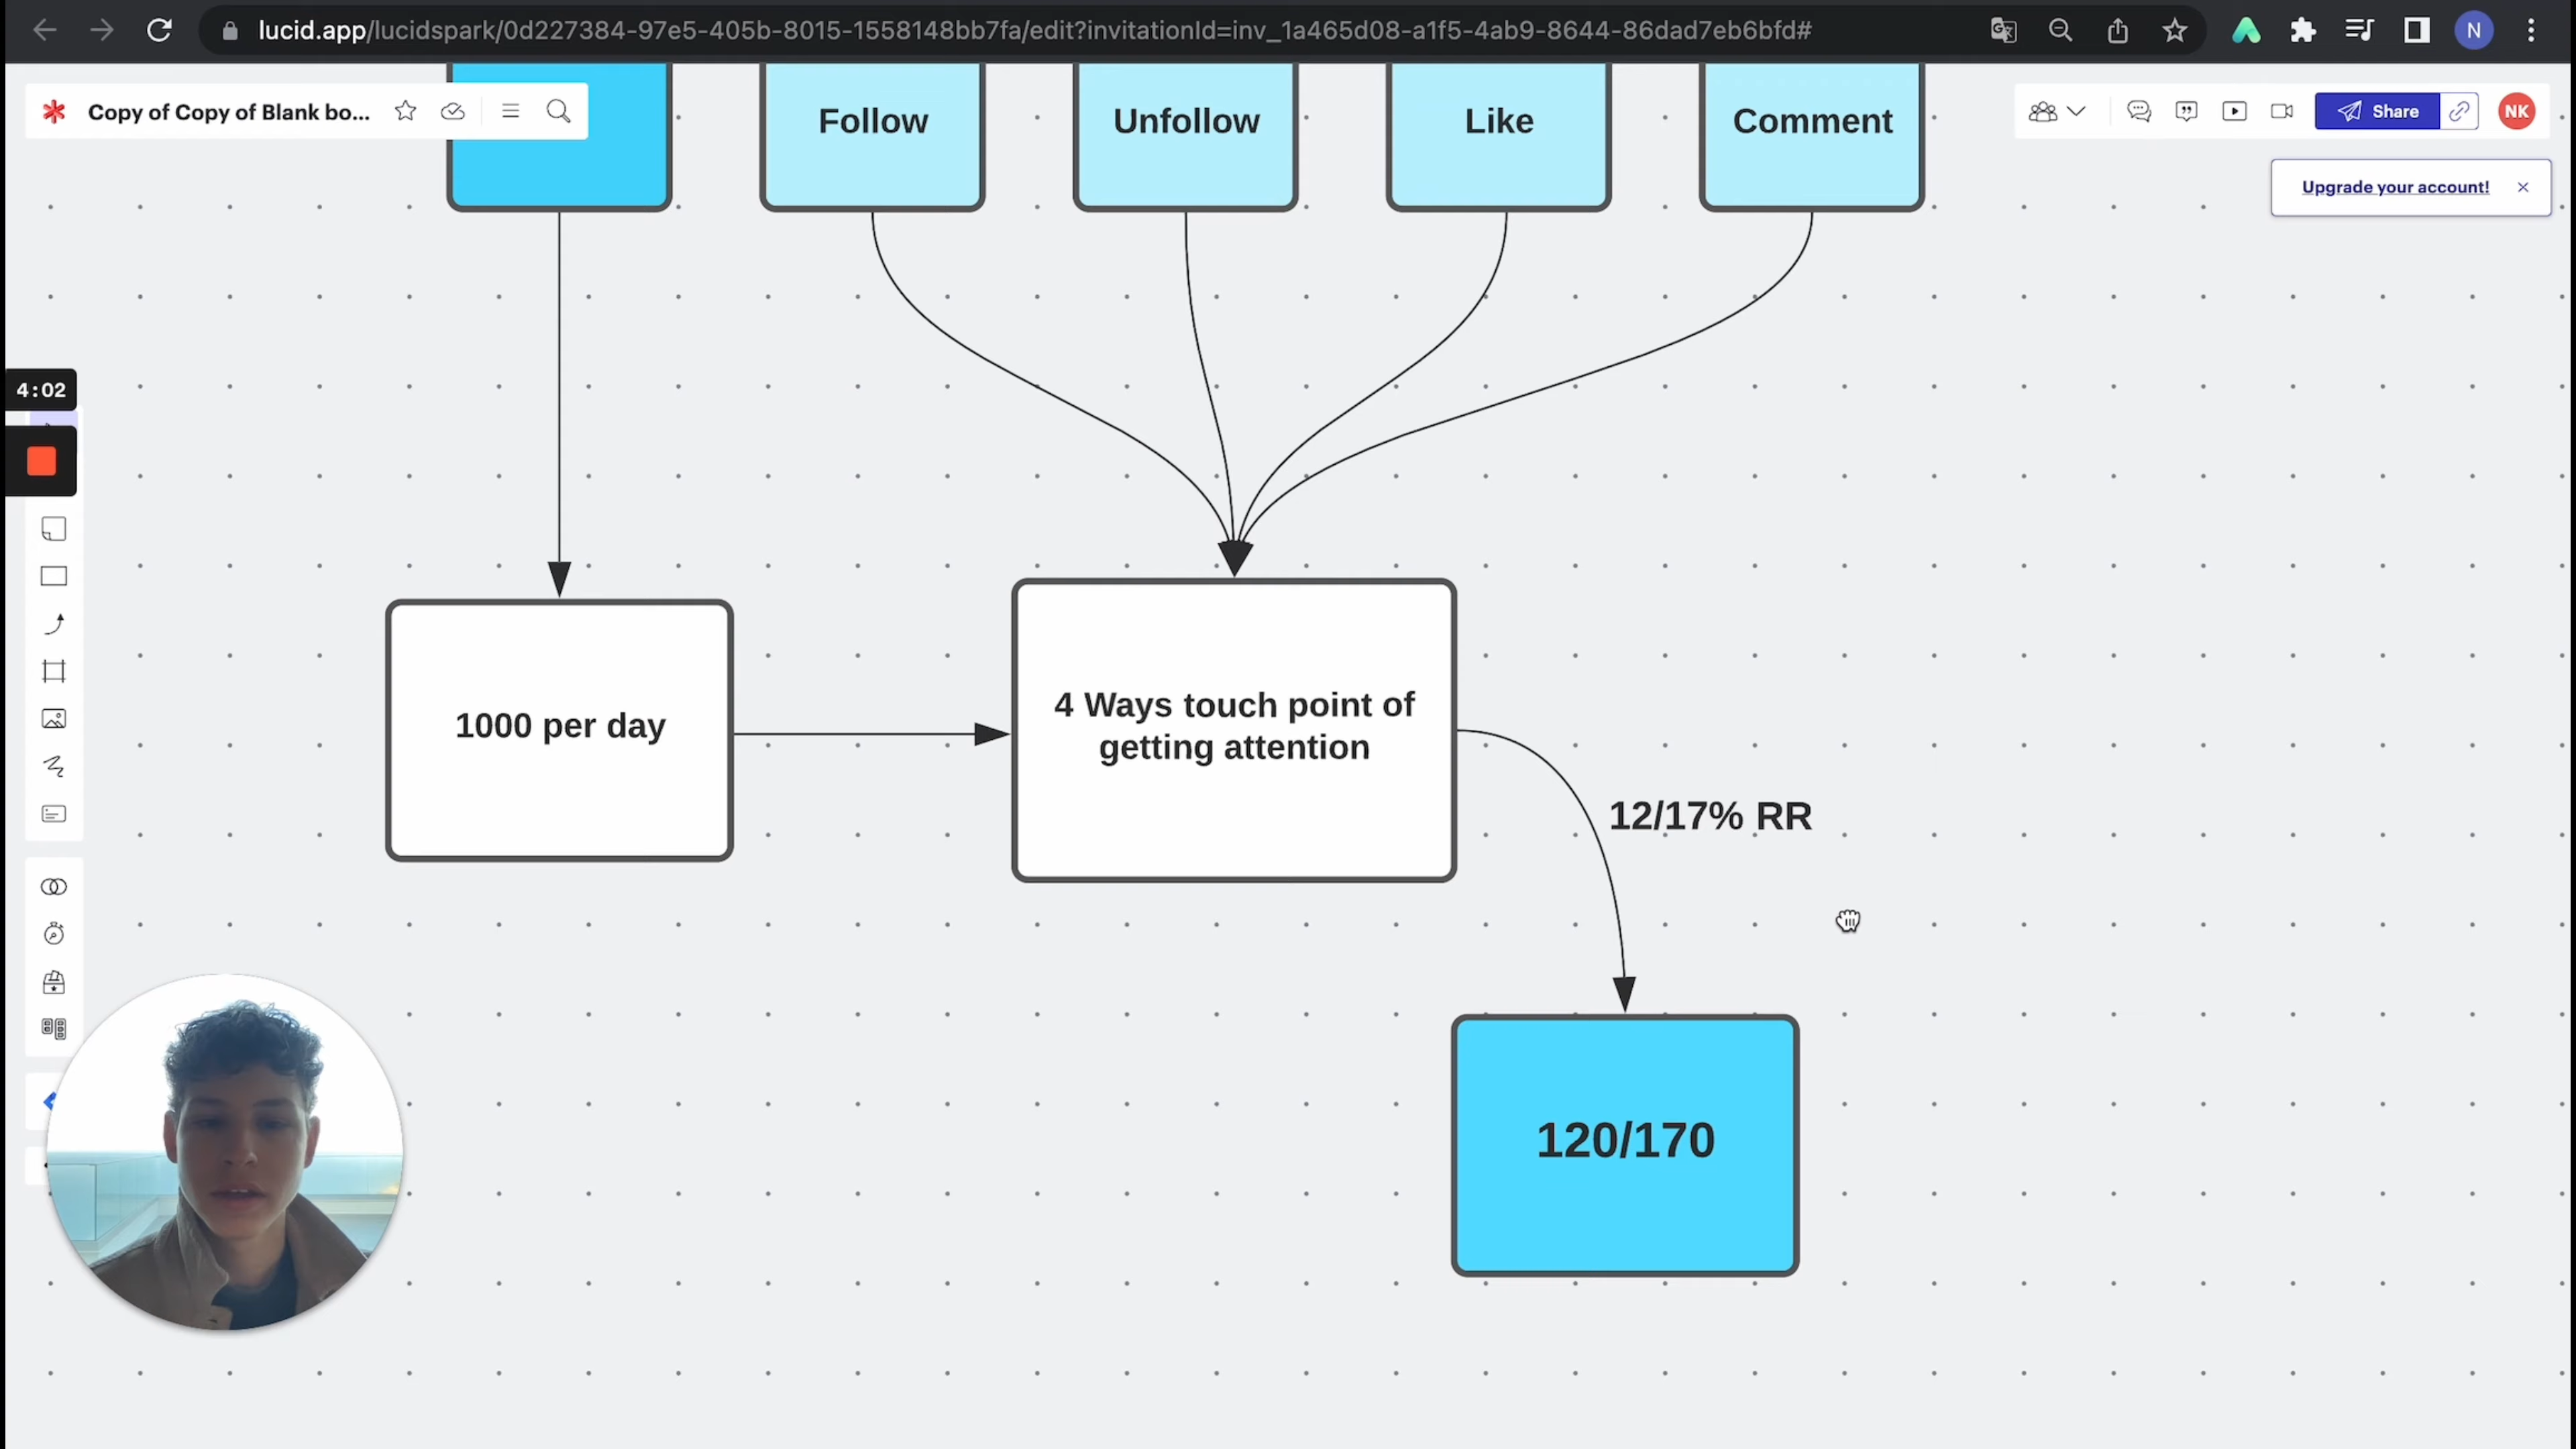 lucid.app/lucidspark/0d227384-97e5-405b-8015-1558148bb7fa/edit?invitationId=inv_1a465d08-a1f5-4ab9-8644-86dad7eb6bfd#
N
Copy of Copy of Blank bo...
Share
NK
Upgrade your account!
Follow
Unfollow
Like
Comment
4:02
1000 per day
4 Ways touch point of
getting attention
12/17% RR
120/170